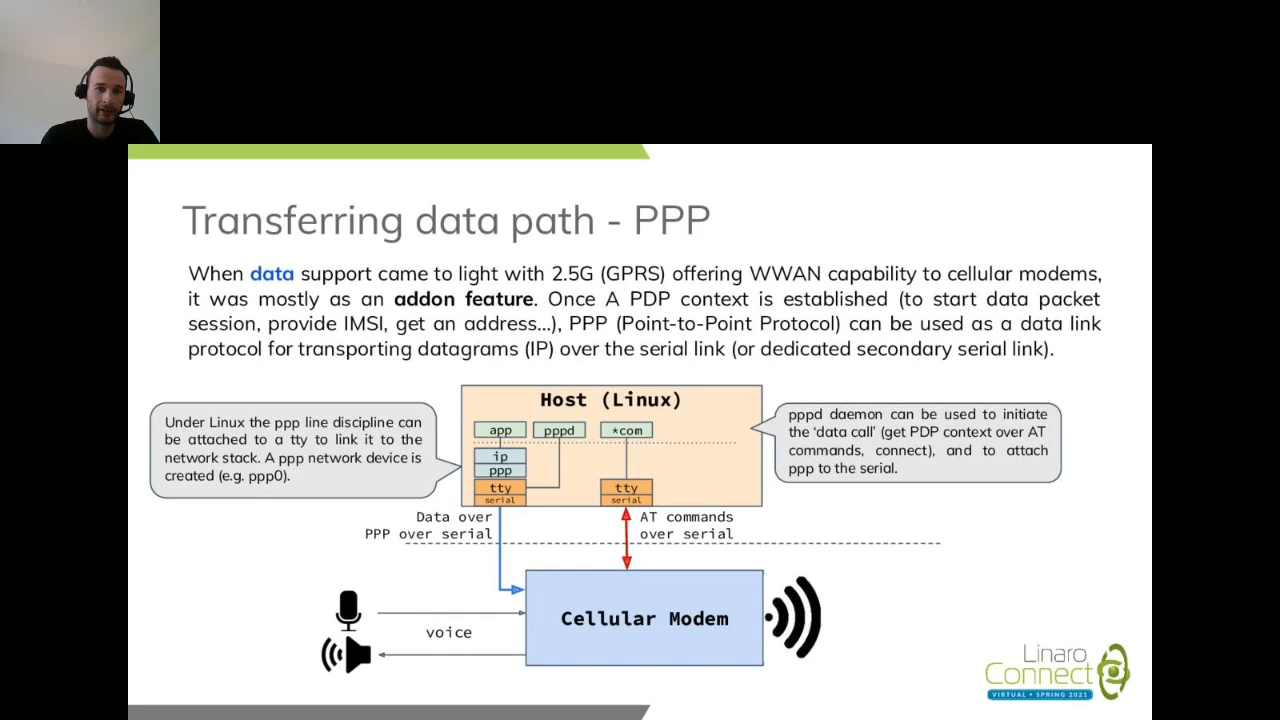 Transferring data path - PPP
When data support came to light with 2.5G (GPRS) offering WWAN capability to cellular modems,
it was mostly as an addon feature. Once A PDP context is established (to start data packet
session, provide IMSI, get an address...), PPP (Point-to-Point Protocol) can be used as a data link
protocol for transporting datagrams (IP) over the serial link (or dedicated secondary serial link).
Under Linux the ppp line discipline can
be attached to a tty to link it to the
network stack. A ppp network device is
created (e.g. ppp0).
Host (Linux)
app
pppd
*com
ip
ppp
tty
serial
tty
serial
pppd daemon can be used to initiate
the 'data call' (get PDP context over AT
commands, connect), and to attach
ppp to the serial.
Data over
PPP over serial
AT commands
over serial
voice
Cellular Modem
Linaro
Connect
VIRTUAL • SPRING 2021